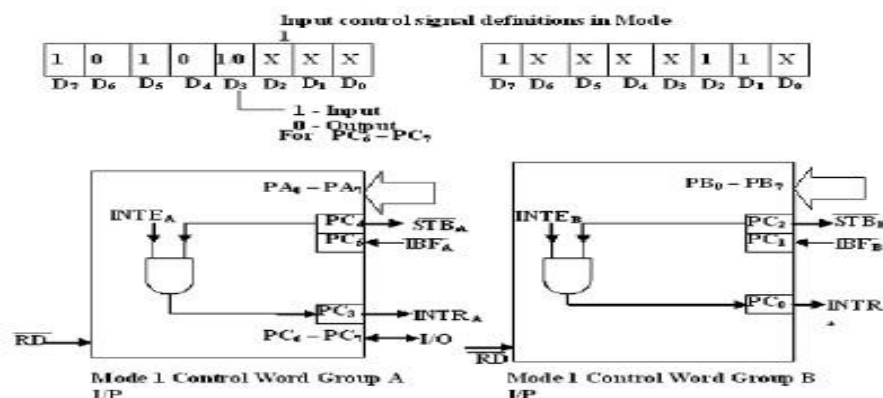 Input control signal definitions in Mode
1
1 0 1 0 1/0 X X X
D7 D6 D5 D4 D3 D2 D1 D0
1 - Input
0 - Output
For PC6 – PC7
1 X X X X 1 1 X
D7 D6 D5 D4 D3 D2 D1 D0
PA0 – PA7
INTEA
PC4
STBA
PC5
IBFA
PC3
INTRA
PC6 – PC7
I/O
RD
Mode 1 Control Word Group A
I/P
PB0 – PB7
INTEB
PC2
STBB
PC1
IBFB
PC0
INTR
RD
Mode 1 Control Word Group B
I/P